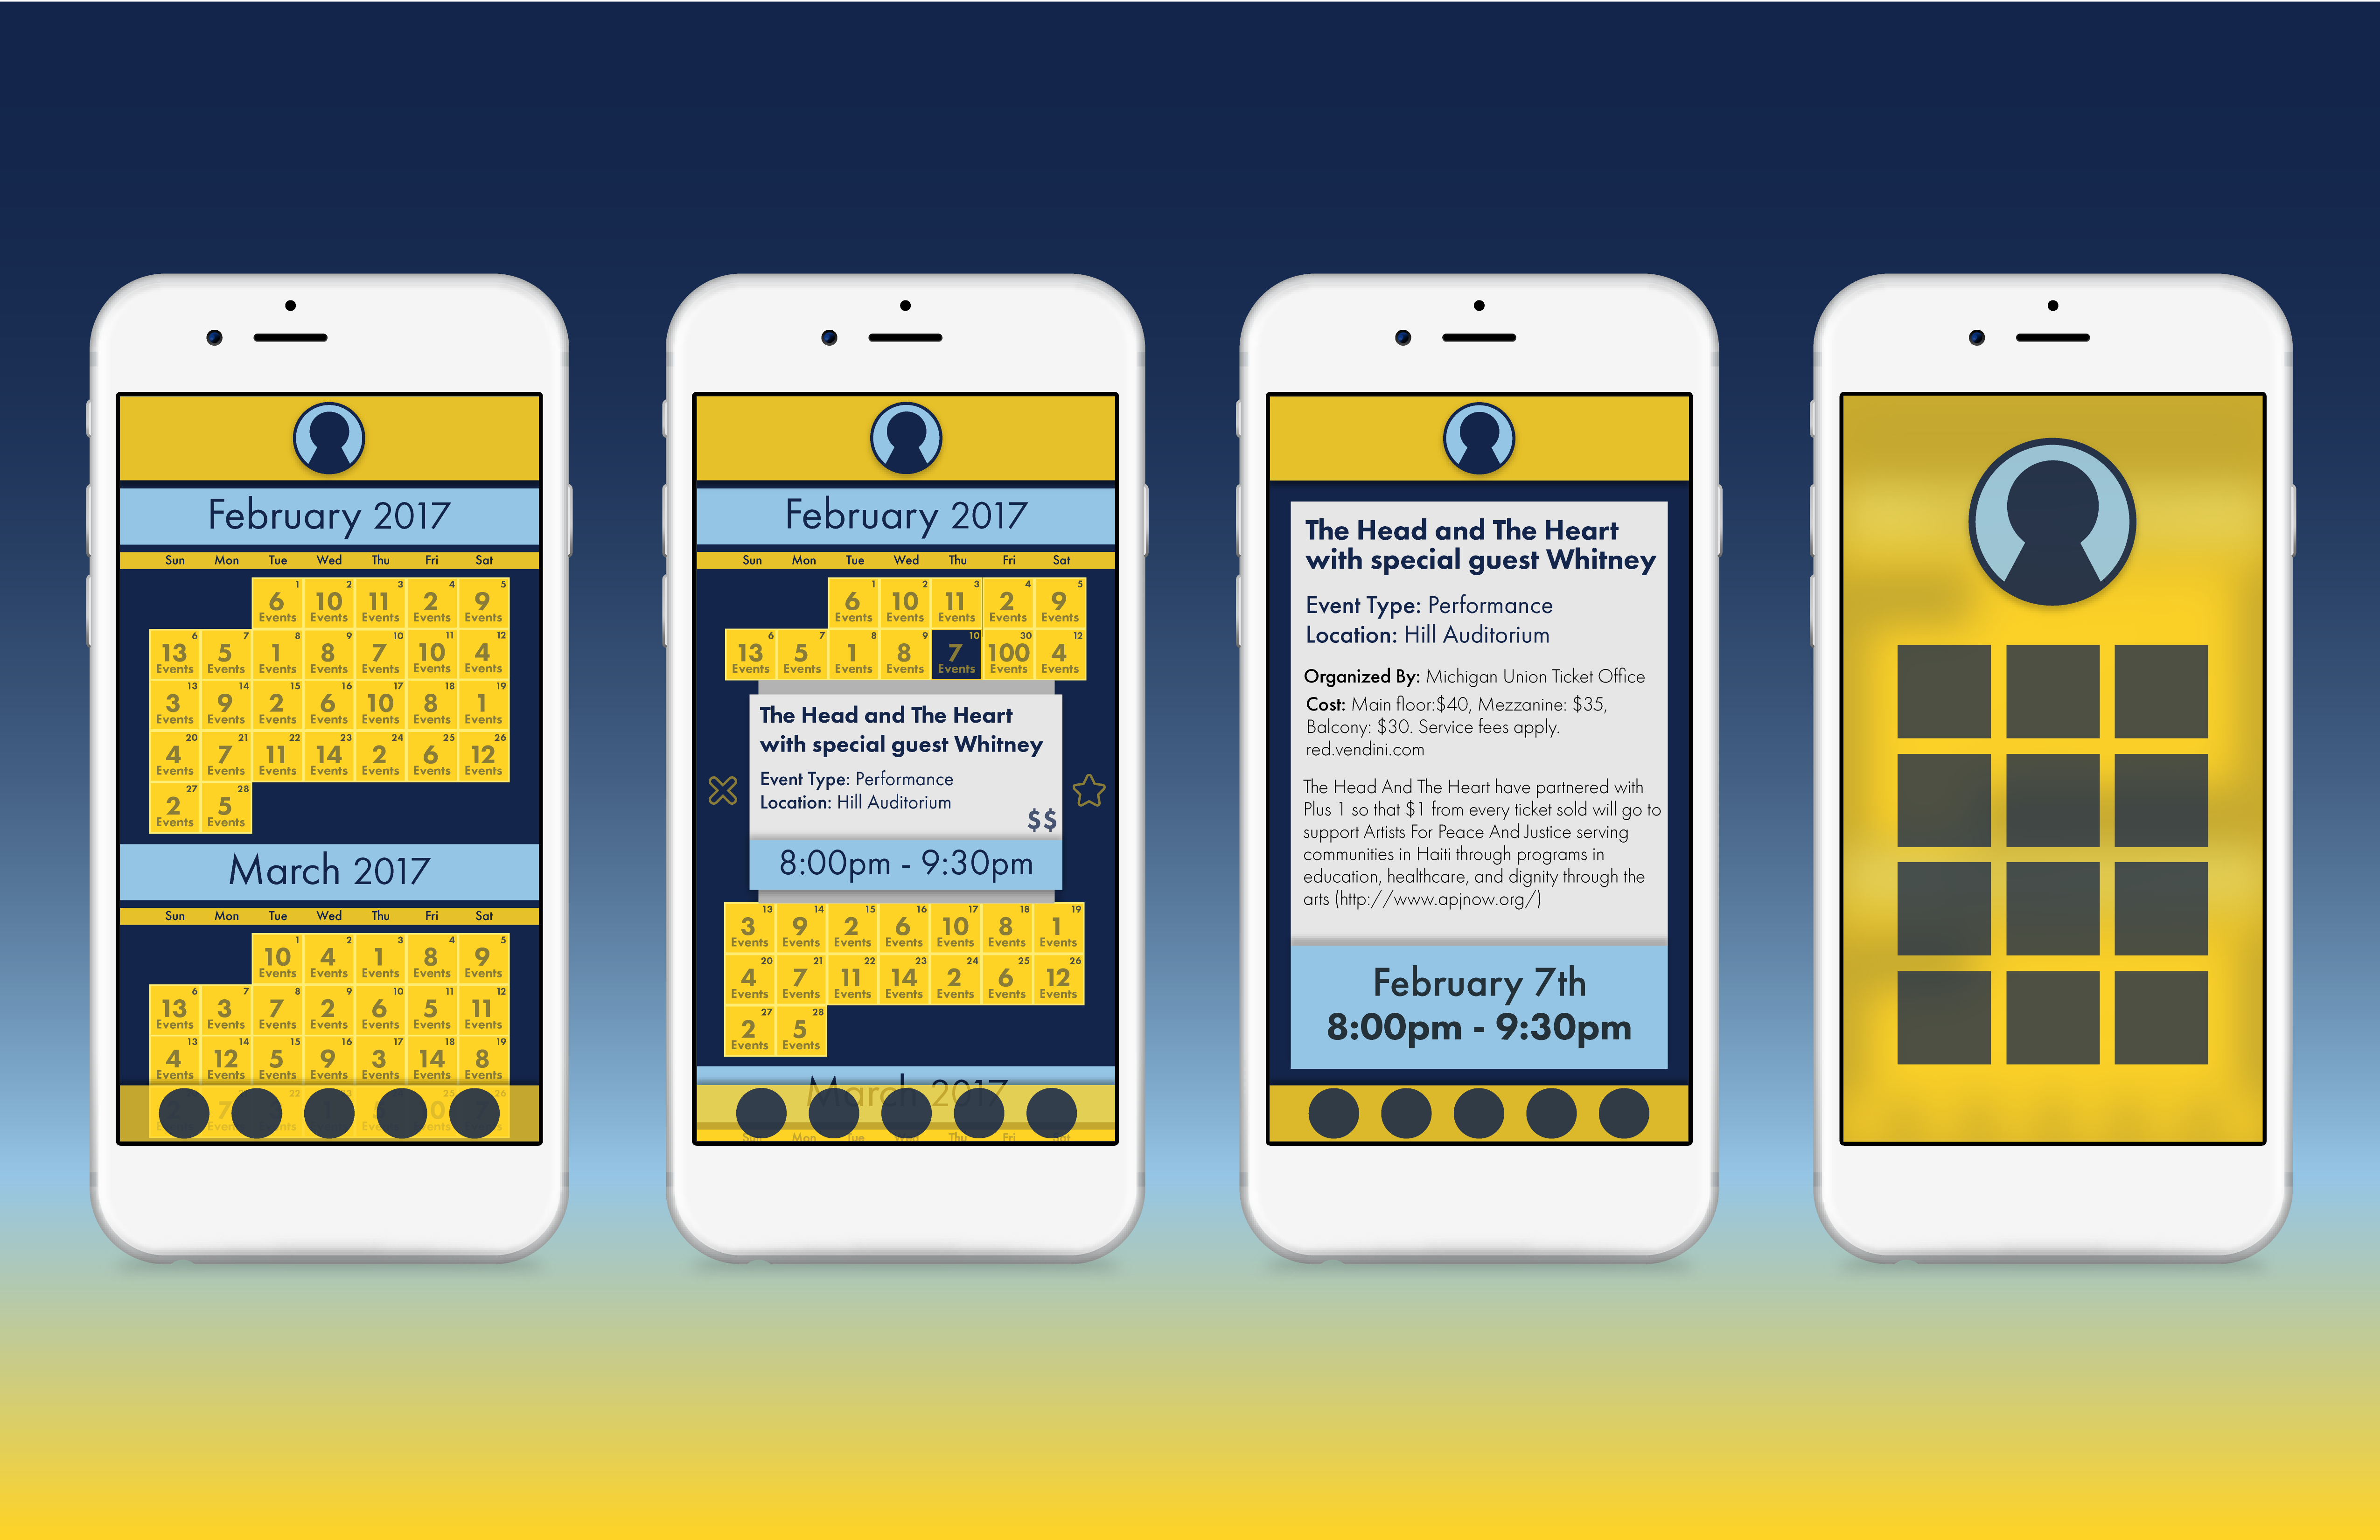 February 2017
Sun Mon Tue Wed Thu Fri Sat
1 2 3 4 5
6 10 11 2 9
Events Events Events Events Events
6 7 8 9 10 11 12
13 5 1 8 7 10 4
Events Events Events Events Events Events Events
13 14 15 16 17 18 19
3 9 2 6 10 8 1
Events Events Events Events Events Events Events
20 21 22 23 24 25 26
4 7 11 14 2 6 12
Events Events Events Events Events Events Events
27 28
2 5
Events Events
March 2017
Sun Mon Tue Wed Thu Fri Sat
1 2 3 4 5
10 4 1 8 9
Events Events Events Events Events
6 7 8 9 10 11 12
13 3 7 2 6 5 11
Events Events Events Events Events Events Events
13 14 15 16 17 18 19
4 12 5 9 3 14 8
Events Events Events Events Events Events Events
22 25 26
February 2017
Sun Mon Tue Wed Thu Fri Sat
1 2 3 4 5
6 10 11 2 9
Events Events Events Events Events
6 7 8 9 10 30 12
13 5 1 8 7 100 4
Events Events Events Events Events Events Events
The Head and The Heart
with special guest Whitney
Event Type: Performance
Location: Hill Auditorium
$$
8:00pm - 9:30pm
13 14 15 16 17 18 19
3 9 2 6 10 8 1
Events Events Events Events Events Events Events
20 21 22 23 24 25 26
4 7 11 14 2 6 12
Events Events Events Events Events Events Events
27 28
2 5
Events Events
March 2017
Sun Mon Tue Wed Thu Fri Sat
The Head and The Heart
with special guest Whitney
Event Type: Performance
Location: Hill Auditorium
Organized By: Michigan Union Ticket Office
Cost: Main floor:$40, Mezzanine: $35,
Balcony: $30. Service fees apply.
red.vendini.com
The Head And The Heart have partnered with
Plus 1 so that $1 from every ticket sold will go to
support Artists For Peace And Justice serving
communities in Haiti through programs in
education, healthcare, and dignity through the
arts (http://www.apjnow.org/)
February 7th
8:00pm - 9:30pm